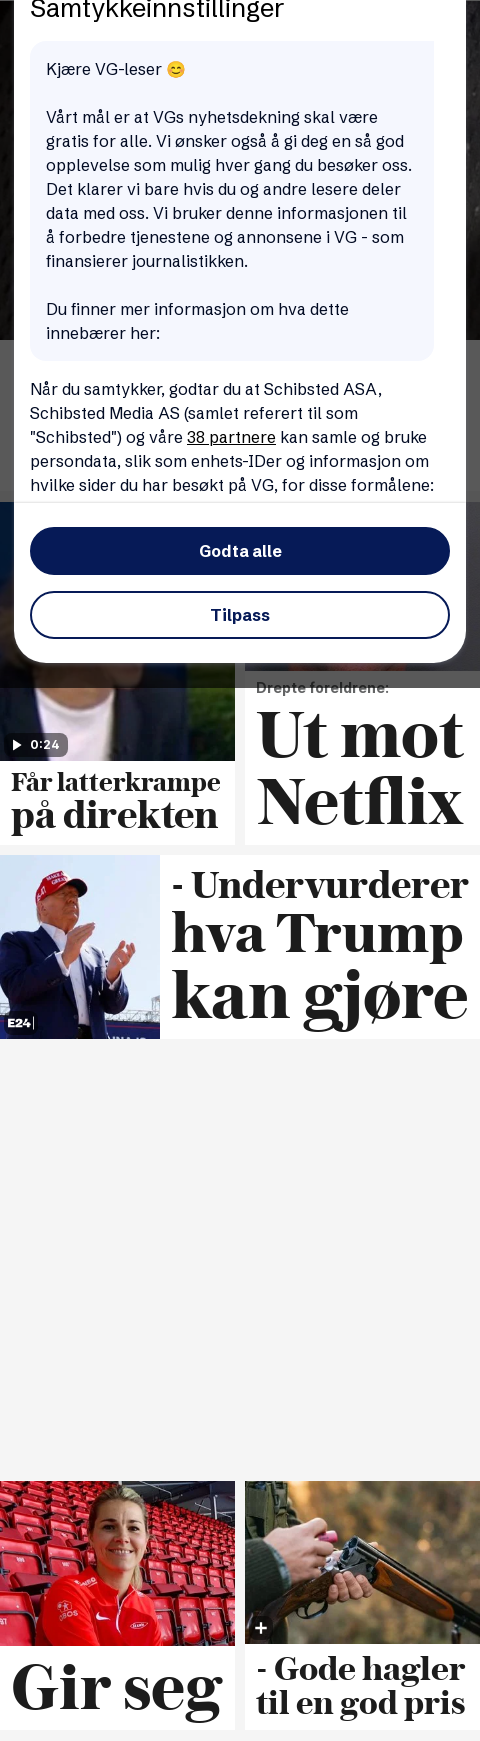 Samtykkeinnstillinger
Kjære VG-leser 😊
Vårt mål er at VGs nyhetsdekning skal være
gratis for alle. Vi ønsker også å gi deg en så god
opplevelse som mulig hver gang du besøker oss.
Det klarer vi bare hvis du og andre lesere deler
data med oss. Vi bruker denne informasjonen til
å forbedre tjenestene og annonsene i VG - som
finansierer journalistikken.
Du finner mer informasjon om hva dette
innebærer her:
Når du samtykker, godtar du at Schibsted ASA,
Schibsted Media AS (samlet referert til som
"Schibsted") og våre 38 partnere kan samle og bruke
persondata, slik som enhets-IDer og informasjon om
hvilke sider du har besøkt på VG, for disse formålene:
Godta alle
Tilpass
0:24
Får latterkrampe
på direkten
Drepte foreldrene:
Ut mot
Netflix
MAKE A
GREA
E24
- Undervurderer
hva Trump
kan gjøre
OBOS
Gir seg
- Gode hagler
til en god pris